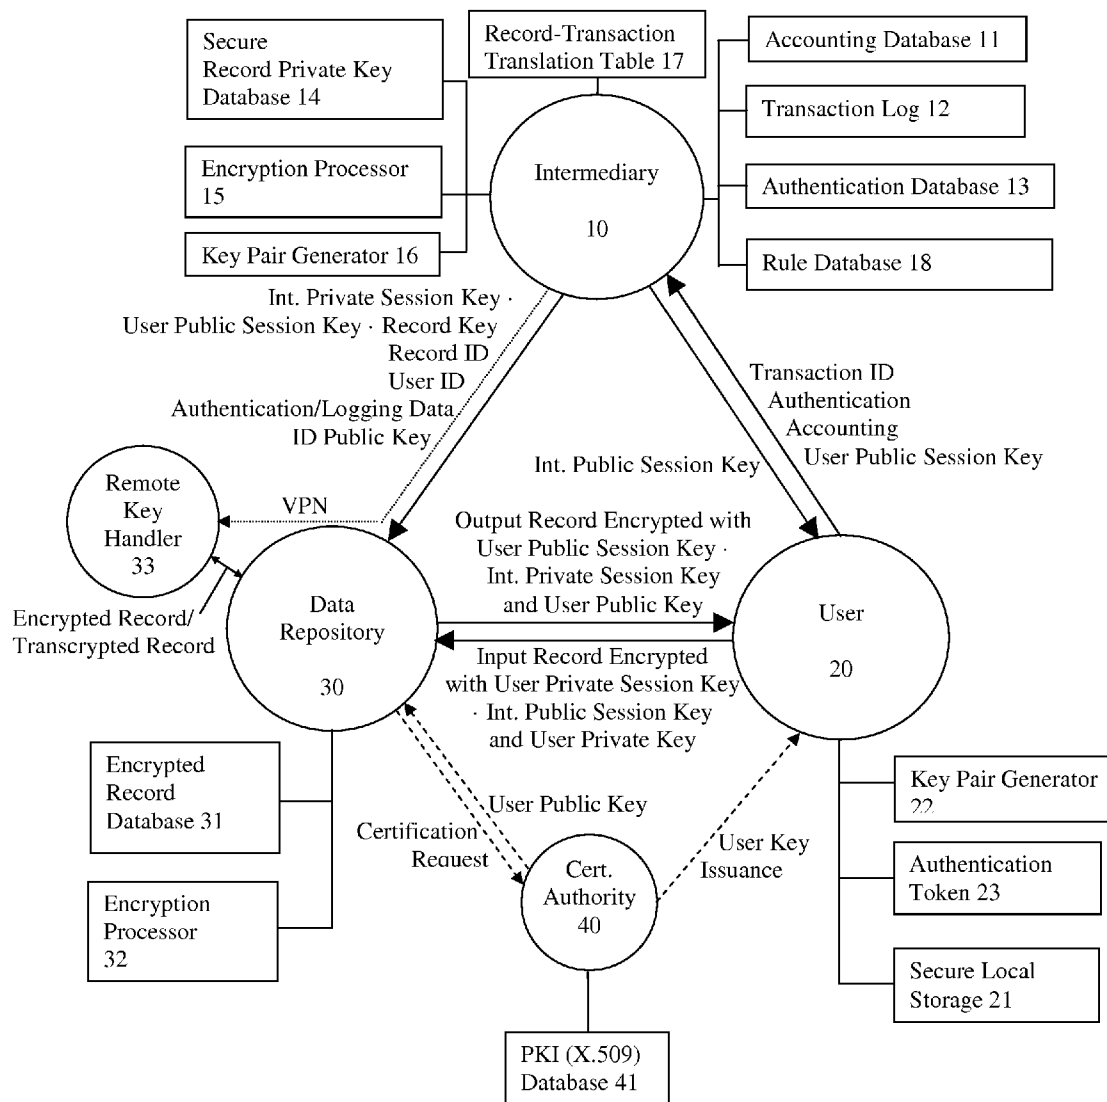 Secure
Record Private Key
Database 14
Record-Transaction
Translation Table 17
Accounting Database 11
Transaction Log 12
Encryption Processor
15
Intermediary
10
Authentication Database 13
Key Pair Generator 16
Rule Database 18
Int. Private Session Key ·
User Public Session Key · Record Key
Record ID
User ID
Authentication/Logging Data
ID Public Key
Transaction ID
Authentication
Accounting
User Public Session Key
Int. Public Session Key
Remote
Key
Handler
33
VPN
Encrypted Record/
Transcrypted Record
Output Record Encrypted with
User Public Session Key ·
Int. Private Session Key
and User Public Key
Data
Repository
30
User
20
Input Record Encrypted
with User Private Session Key
· Int. Public Session Key
and User Private Key
Encrypted
Record
Database 31
Encryption
Processor
32
User Public Key
Certification
Request
User Key
Issuance
Cert.
Authority
40
Key Pair Generator
22
Authentication
Token 23
Secure Local
Storage 21
PKI (X.509)
Database 41